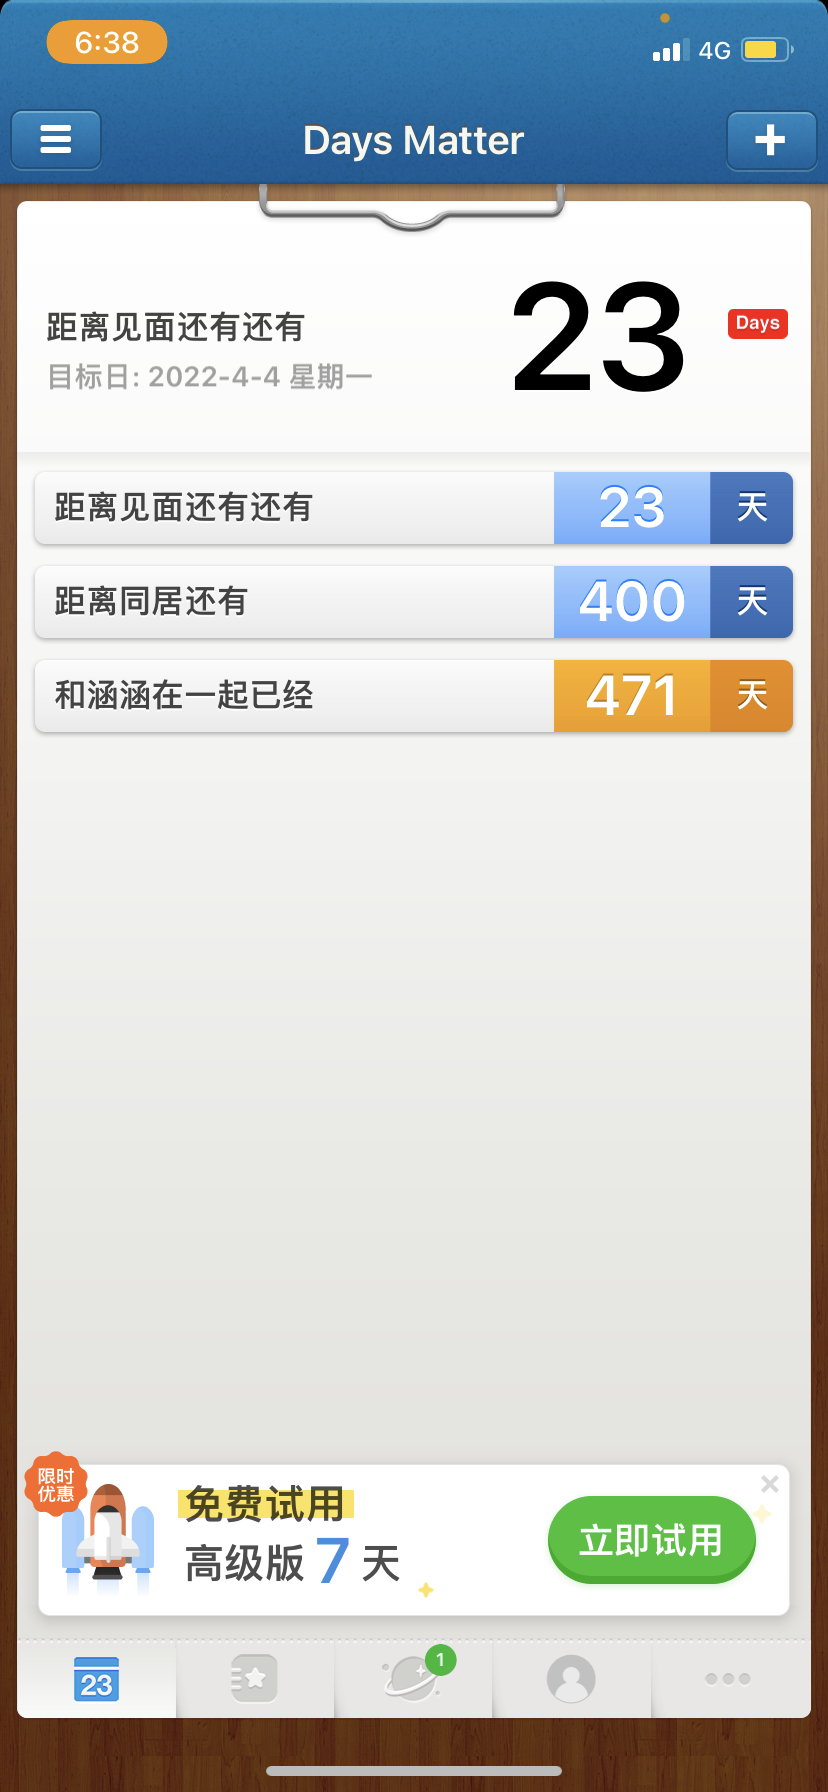 6:38
4G
Days Matter
距离见面还有还有
目标日: 2022-4-4 星期一
23
Days
距离见面还有还有 23 天
距离同居还有 400 天
和涵涵在一起已经 471 天
限时
优惠
免费试用
高级版 7 天
立即试用
23
1